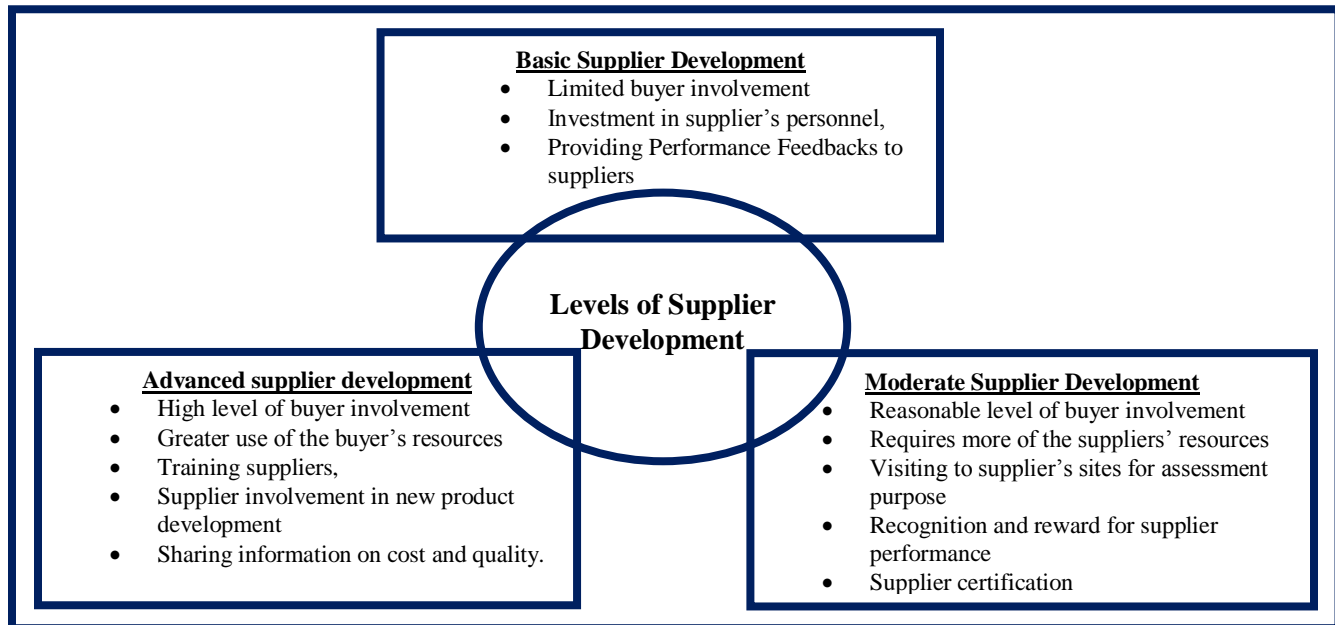 Basic Supplier Development
• Limited buyer involvement
• Investment in supplier's personnel,
• Providing Performance Feedbacks to
suppliers
Levels of Supplier
Development
Advanced supplier development
• High level of buyer involvement
• Greater use of the buyer's resources
• Training suppliers,
• Supplier involvement in new product
development
• Sharing information on cost and quality.
Moderate Supplier Development
• Reasonable level of buyer involvement
• Requires more of the suppliers' resources
• Visiting to supplier's sites for assessment
purpose
• Recognition and reward for supplier
performance
• Supplier certification